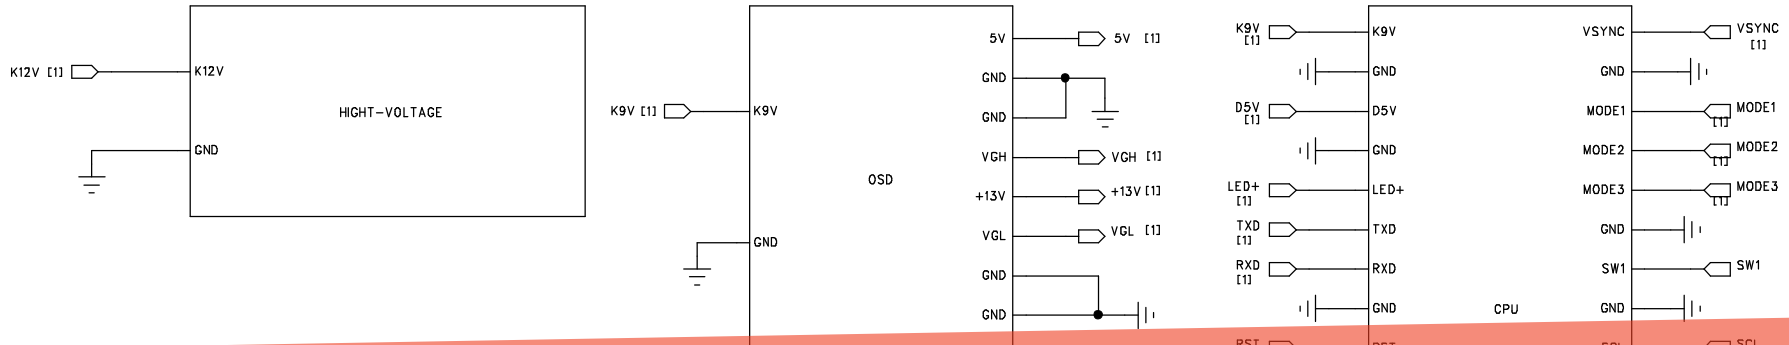 K12V [1]
K12V
HIGHT-VOLTAGE
GND
K9V [1]
K9V
OSD
GND
5V
5V [1]
GND
GND
VGH
VGH [1]
+13V
+13V [1]
VGL
VGL [1]
GND
GND
K9V
[1]
K9V
GND
D5V
[1]
D5V
GND
LED+
[1]
LED+
TXD
[1]
TXD
RXD
[1]
RXD
GND
CPU
VSYNC
VSYNC
[1]
GND
MODE1
MODE1
[1]
MODE2
MODE2
[1]
MODE3
MODE3
[1]
GND
SW1
SW1
GND